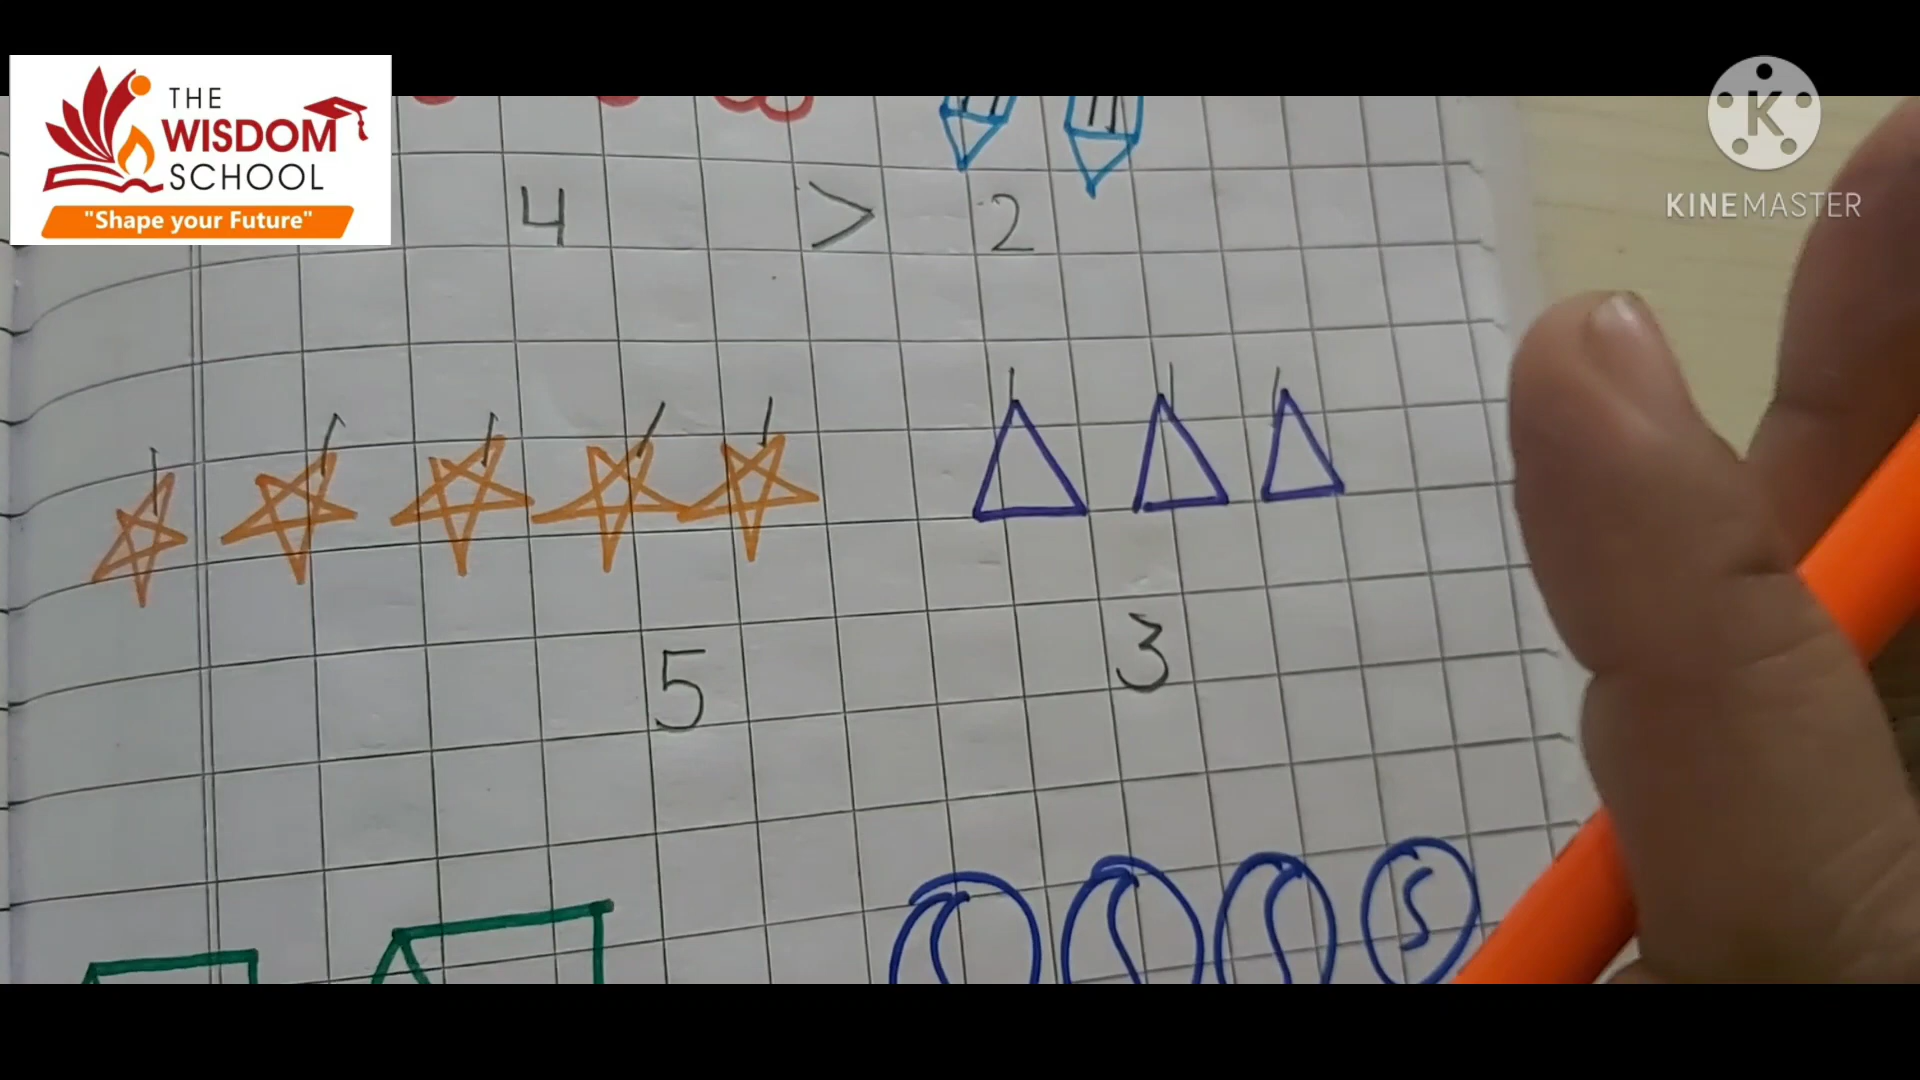 THE
WISDOM
SCHOOL
"Shape your Future"
K
KINEMASTER
4 > 2
5 3